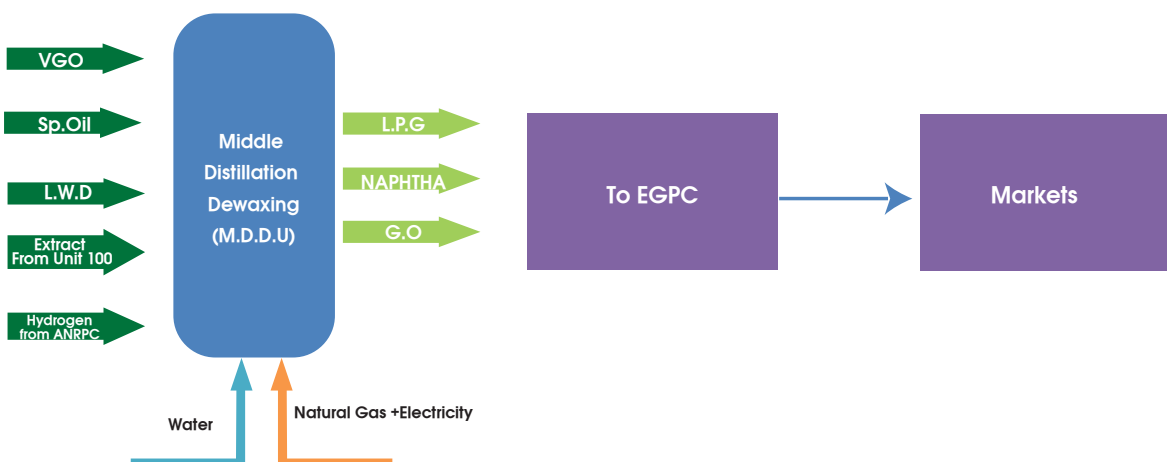 VGO
Sp.Oil
L.W.D
Extract
From Unit 100
Hydrogen
from ANRPC
Middle
Distillation
Dewaxing
(M.D.D.U)
L.P.G
NAPHTHA
G.O
To EGPC
Markets
Water
Natural Gas +Electricity